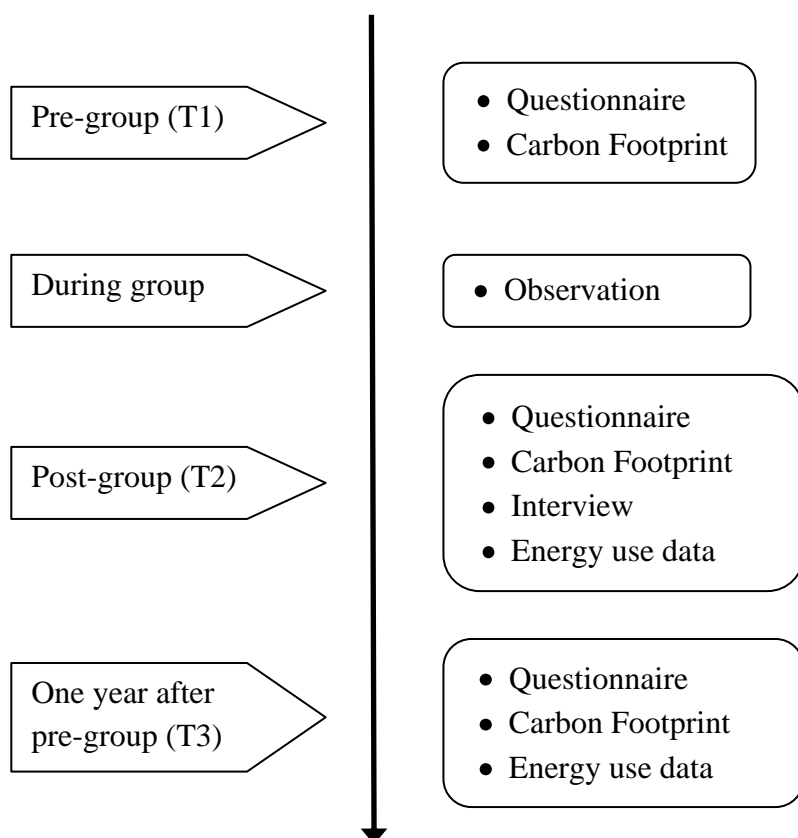 Pre-group (T1)
• Questionnaire
• Carbon Footprint
During group
• Observation
Post-group (T2)
• Questionnaire
• Carbon Footprint
• Interview
• Energy use data
One year after
pre-group (T3)
• Questionnaire
• Carbon Footprint
• Energy use data